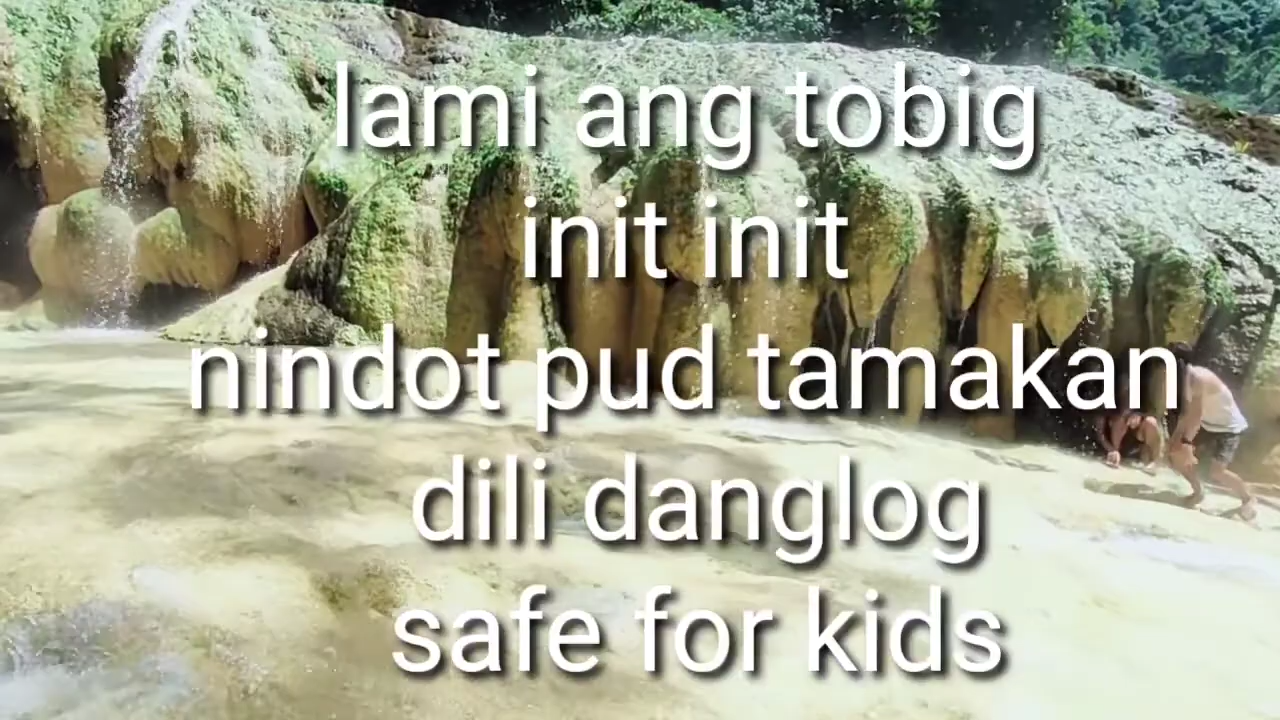 lami ang tobig
init init
nindot pud tamakan
dili danglog
safe for kids